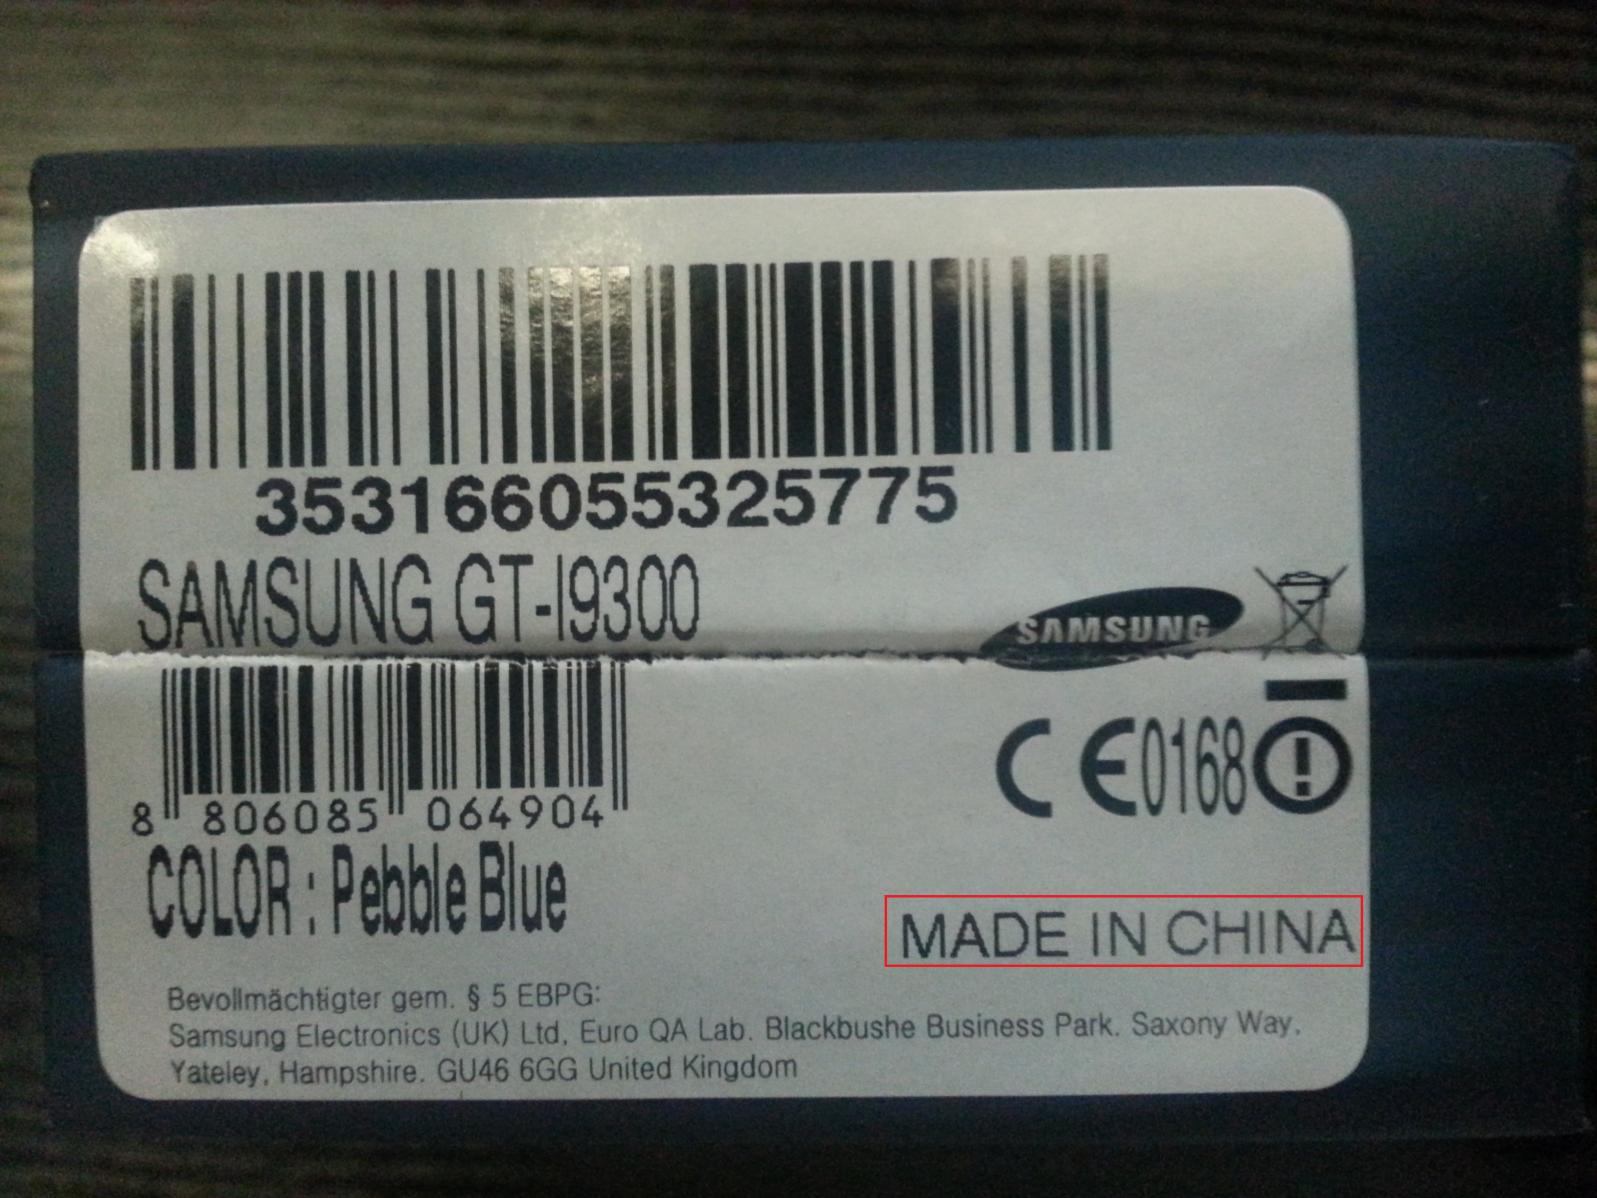 353166055325775
SAMSUNG GT-I9300
SAMSUNG
8 806085 064904
CE0168
COLOR : Pebble Blue
MADE IN CHINA
Bevollmächtigter gem. § 5 EBPG:
Samsung Electronics (UK) Ltd, Euro QA Lab. Blackbushe Business Park. Saxony Way,
Yateley, Hampshire. GU46 6GG United Kingdom